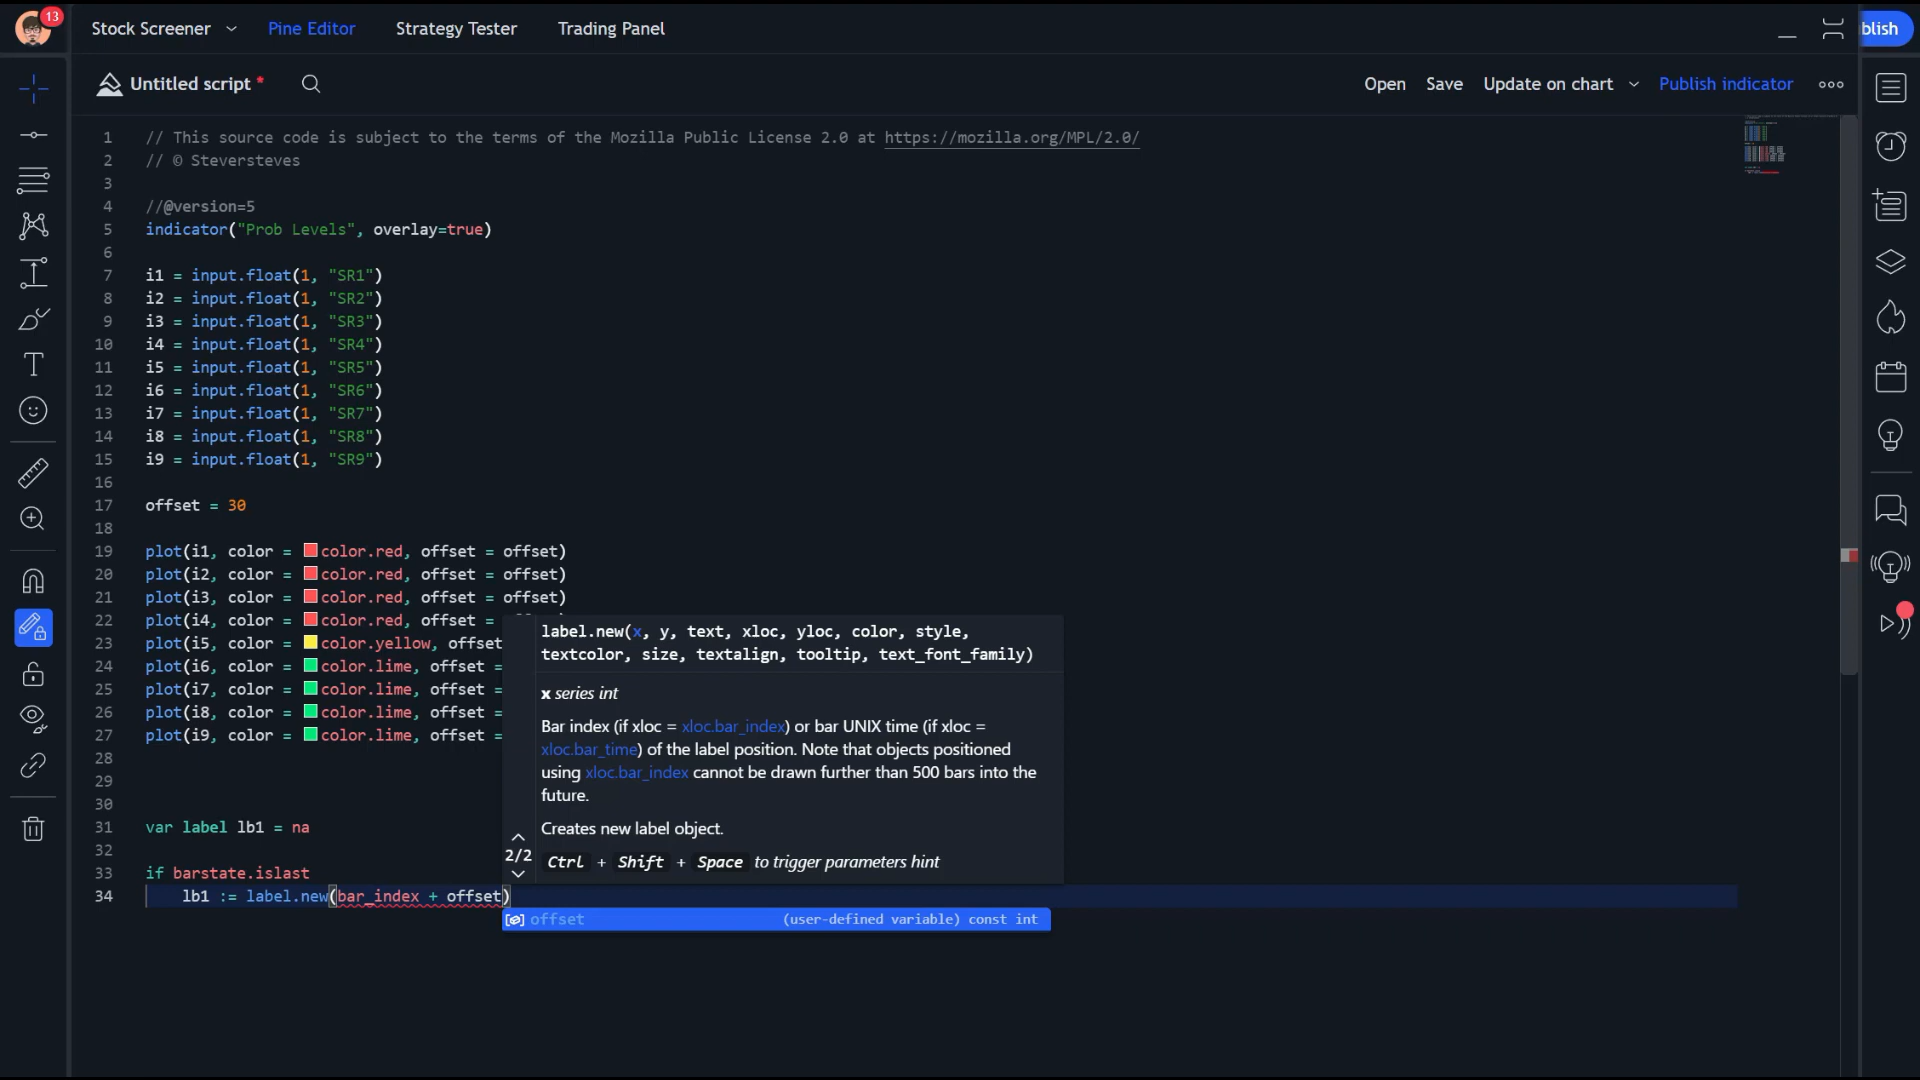 13
Stock Screener Pine Editor Strategy Tester Trading Panel
blish
Untitled script *
Open Save Update on chart Publish indicator
1 // This source code is subject to the terms of the Mozilla Public License 2.0 at https://mozilla.org/MPL/2.0/
2 // © Steversteves
3
4 //@version=5
5 indicator("Prob Levels", overlay=true)
6
7 i1 = input.float(1, "SR1")
8 i2 = input.float(1, "SR2")
9 i3 = input.float(1, "SR3")
10 i4 = input.float(1, "SR4")
11 i5 = input.float(1, "SR5")
12 i6 = input.float(1, "SR6")
13 i7 = input.float(1, "SR7")
14 i8 = input.float(1, "SR8")
15 i9 = input.float(1, "SR9")
16
17 offset = 30
18
19 plot(i1, color = color.red, offset = offset)
20 plot(i2, color = color.red, offset = offset)
21 plot(i3, color = color.red, offset = offset)
22 plot(i4, color = color.red, offset =
23 plot(i5, color = color.yellow, offset
24 plot(i6, color = color.lime, offset =
25 plot(i7, color = color.lime, offset =
26 plot(i8, color = color.lime, offset =
27 plot(i9, color = color.lime, offset =
28
29
30
31 var label lb1 = na
32
33 if barstate.islast
34 lb1 := label.new(bar_index + offset)
label.new(x, y, text, xloc, yloc, color, style,
textcolor, size, textalign, tooltip, text_font_family)
x series int
Bar index (if xloc = xloc.bar_index) or bar UNIX time (if xloc =
xloc.bar_time) of the label position. Note that objects positioned
using xloc.bar_index cannot be drawn further than 500 bars into the
future.
Creates new label object.
2/2
Ctrl + Shift + Space to trigger parameters hint
offset (user-defined variable) const int